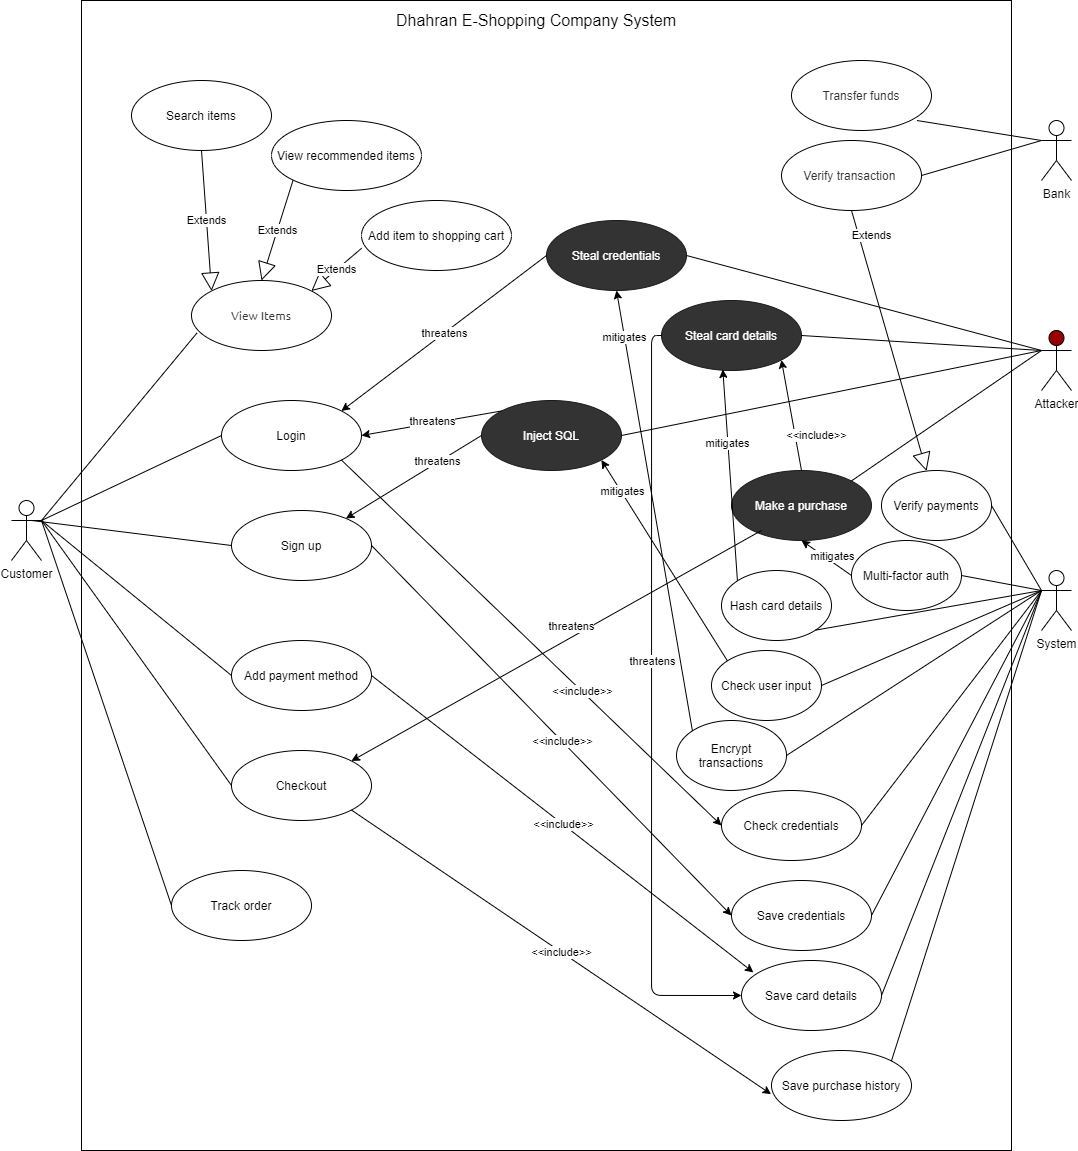 Dhahran E-Shopping Company System
Transfer funds
Search items
View recommended items
Bank
Verify transaction
Extends
Extends
Add item to shopping cart
Extends
Steal credentials
Extends
View Items
threatens
mitigates
Steal card details
Attacker
threatens
Login
Inject SQL
<<include>>
mitigates
threatens
mitigates
Make a purchase
Verify payments
Customer
Sign up
mitigates
Multi-factor auth
Hash card details
threatens
System
threatens
Add payment method
Check user input
<<include>>
<<include>>
Encrypt
transactions
Checkout
<<include>>
Check credentials
Track order
Save credentials
<<include>>
Save card details
Save purchase history